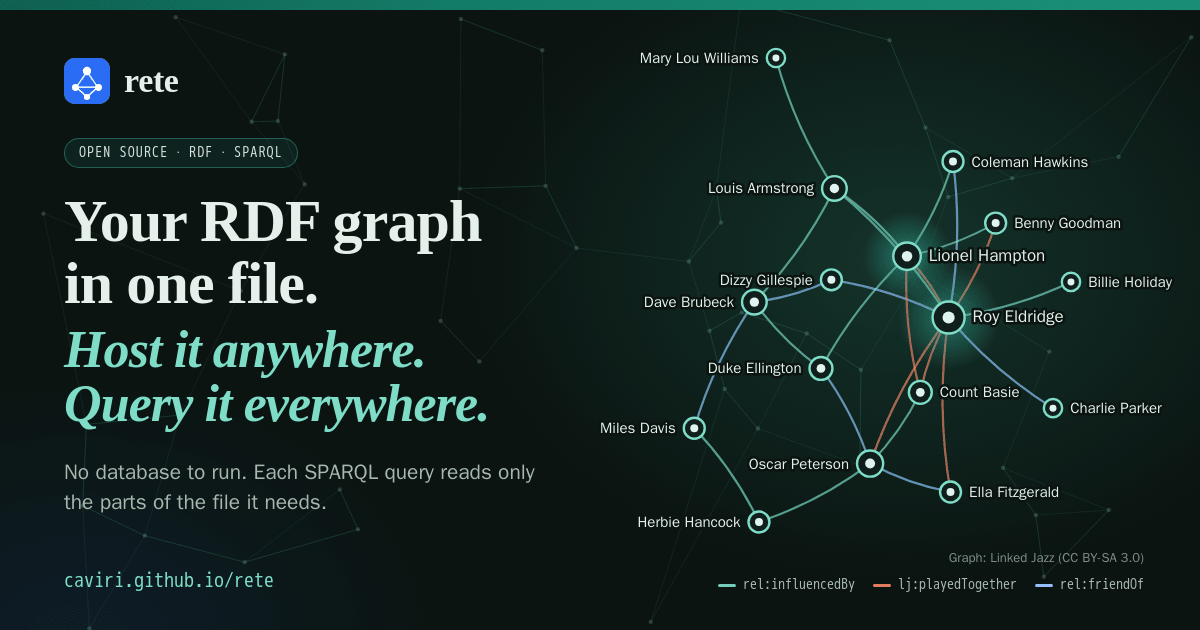 rete
OPEN SOURCE · RDF · SPARQL
Your RDF graph
in one file.
Host it anywhere.
Query it everywhere.
No database to run. Each SPARQL query reads only
the parts of the file it needs.
caviri.github.io/rete
Mary Lou Williams
Coleman Hawkins
Louis Armstrong
Benny Goodman
Lionel Hampton
Dizzy Gillespie
Billie Holiday
Dave Brubeck
Roy Eldridge
Duke Ellington
Count Basie
Charlie Parker
Miles Davis
Oscar Peterson
Ella Fitzgerald
Herbie Hancock
Graph: Linked Jazz (CC BY-SA 3.0)
rel:influencedBy lj:playedTogether rel:friendOf